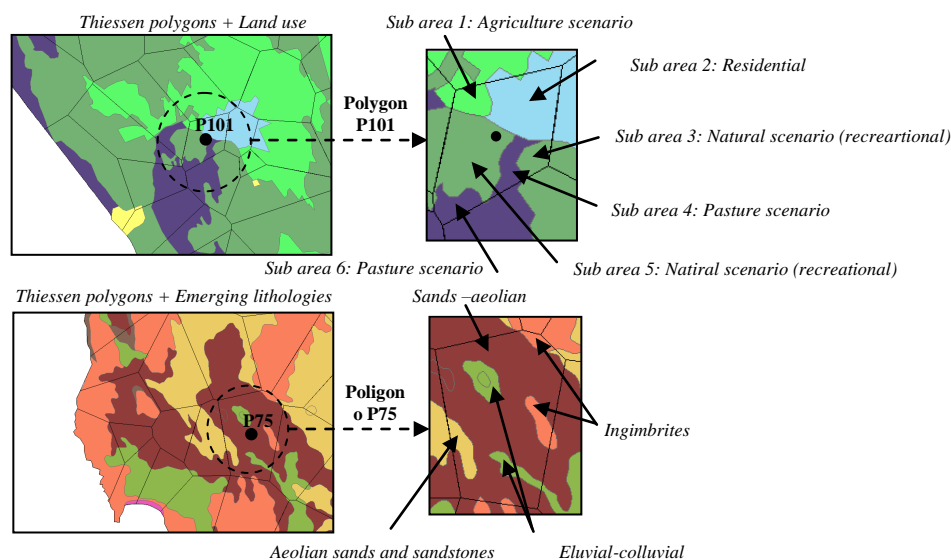 Thiessen polygons + Land use
Sub area 1: Agriculture scenario
Sub area 2: Residential
P101
Polygon
P101
Sub area 3: Natural scenario (recreartional)
Sub area 4: Pasture scenario
Sub area 6: Pasture scenario
Sub area 5: Natiral scenario (recreational)
Thiessen polygons + Emerging lithologies
Sands –aeolian
P75
Poligon
o P75
Ingimbrites
Aeolian sands and sandstones
Eluvial-colluvial